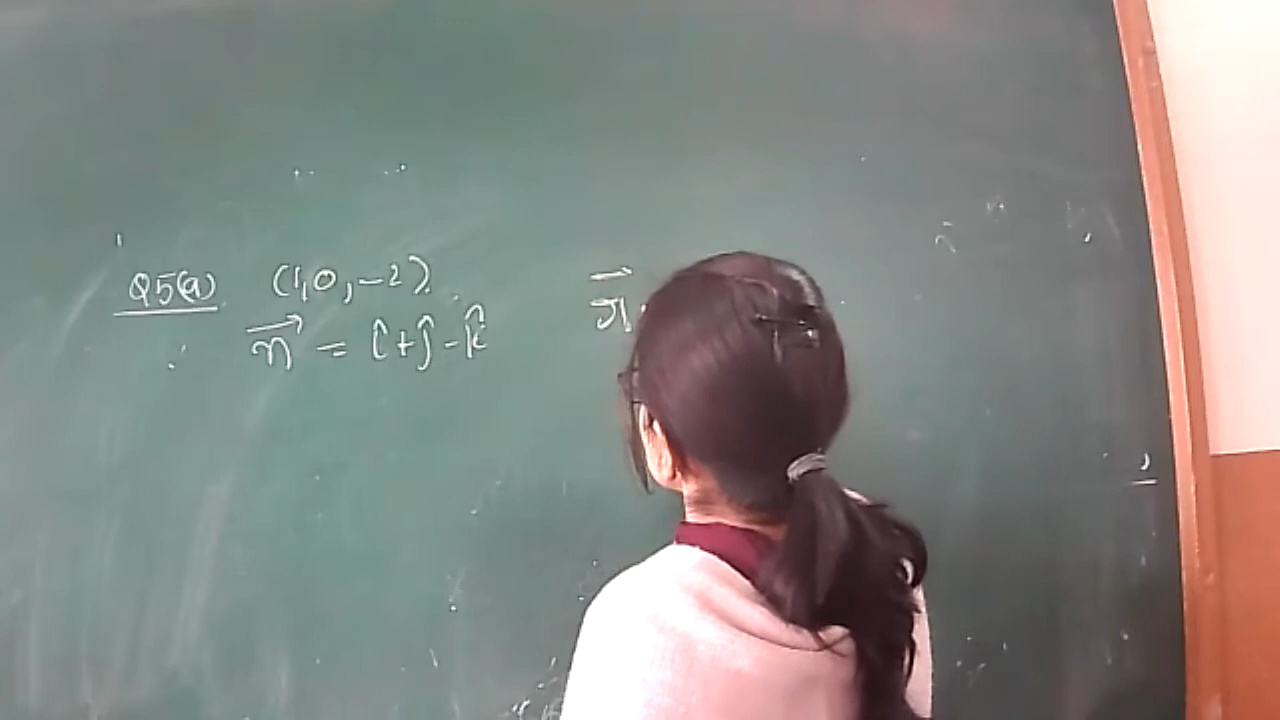 Q5(a) (1,0,-2).
∴ n⃗ = î+ĵ-k̂